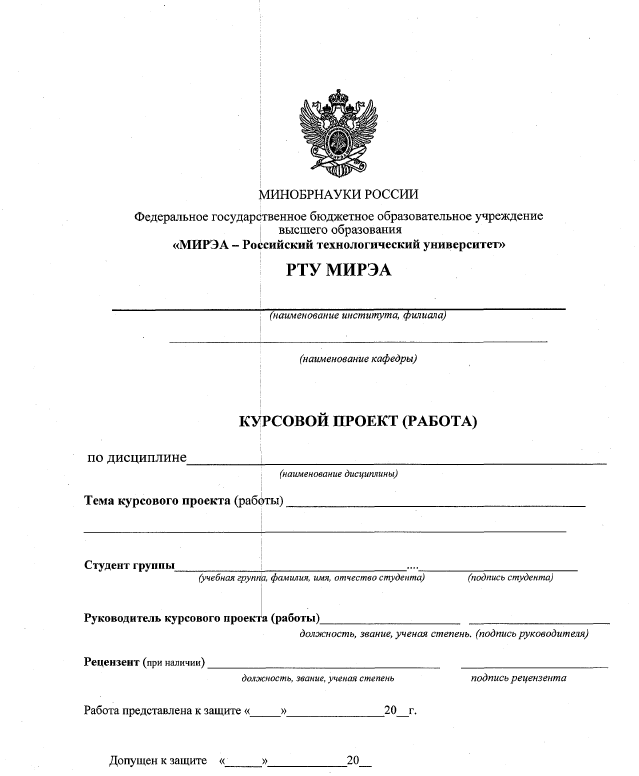 МИНОБРНАУКИ РОССИИ
Федеральное государственное бюджетное образовательное учреждение
высшего образования
«МИРЭА – Российский технологический университет»
РТУ МИРЭА
(наименование института, филиала)
(наименование кафедры)
КУРСОВОЙ ПРОЕКТ (РАБОТА)
по дисциплине
(наименование дисциплины)
Тема курсового проекта (работы)
Студент группы ....
(учебная группа, фамилия, имя, отчество студента) (подпись студента)
Руководитель курсового проекта (работы)
должность, звание, ученая степень. (подпись руководителя)
Рецензент (при наличии)
должность, звание, ученая степень подпись рецензента
Работа представлена к защите «_____»______________20__г.
Допущен к защите «_____»___________20__